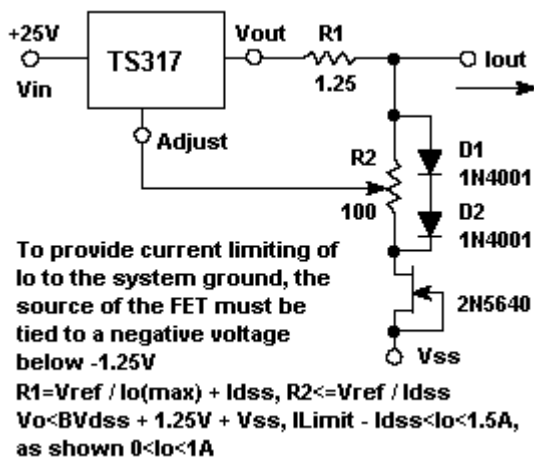 +25V
Vin
TS317
Vout
R1
1.25
Iout
Adjust
R2
100
D1
1N4001
D2
1N4001
2N5640
Vss
To provide current limiting of
Io to the system ground, the
source of the FET must be
tied to a negative voltage
below -1.25V
R1=Vref / Io(max) + Idss, R2<=Vref / Idss
Vo<BVdss + 1.25V + Vss, ILimit - Idss<Io<1.5A,
as shown 0<Io<1A